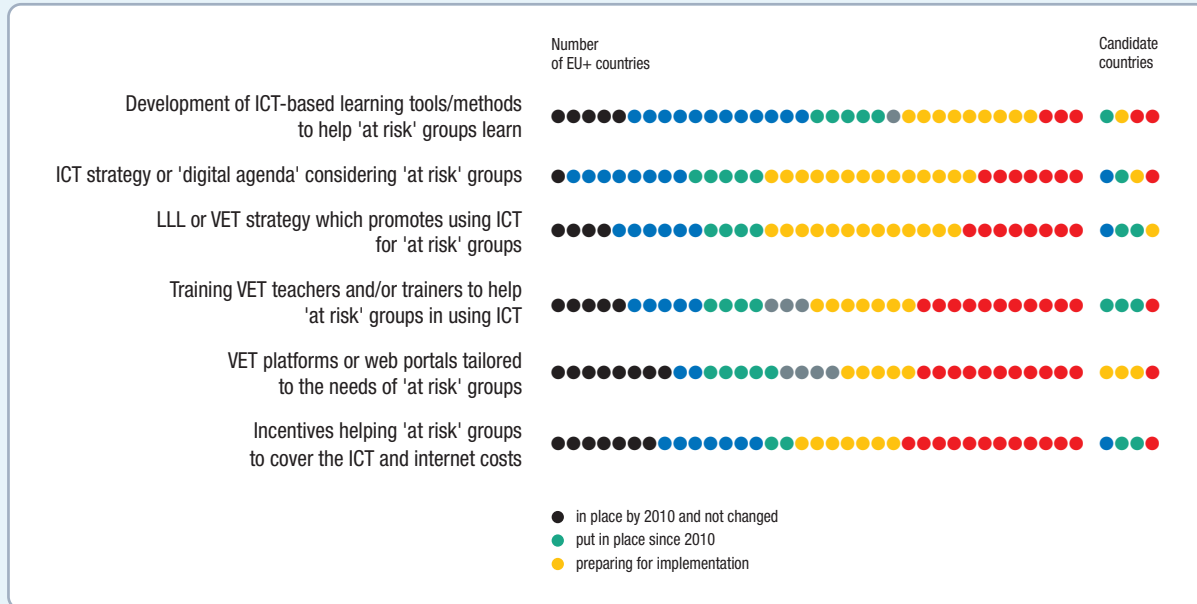 Number
of EU+ countries
Candidate
countries
Development of ICT-based learning tools/methods
to help 'at risk' groups learn
ICT strategy or 'digital agenda' considering 'at risk' groups
LLL or VET strategy which promotes using ICT
for 'at risk' groups
Training VET teachers and/or trainers to help
'at risk' groups in using ICT
VET platforms or web portals tailored
to the needs of 'at risk' groups
Incentives helping 'at risk' groups
to cover the ICT and internet costs
in place by 2010 and not changed
put in place since 2010
preparing for implementation